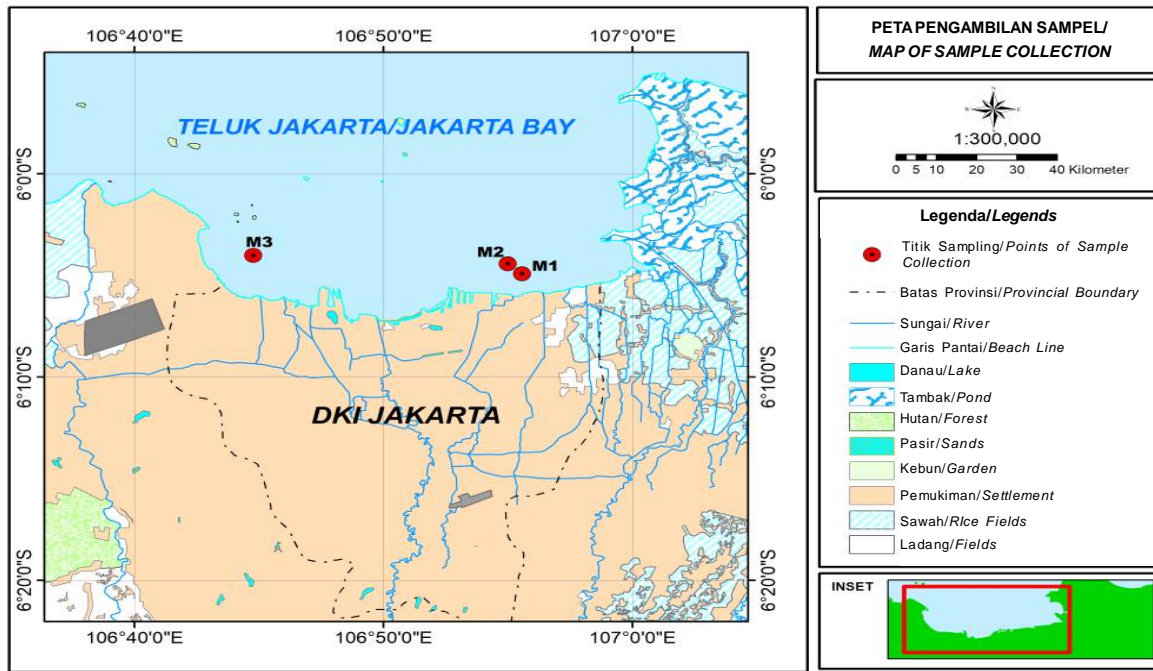 106°40'0"E 106°50'0"E 107°0'0"E
TELUK JAKARTA/JAKARTA BAY
6°0'0"S 6°0'0"S
M3
M2
M1
6°10'0"S 6°10'0"S
DKI JAKARTA
6°20'0"S 6°20'0"S
106°40'0"E 106°50'0"E 107°0'0"E
PETA PENGAMBILAN SAMPEL/
MAP OF SAMPLE COLLECTION
N
W E
S
1:300,000
0 5 10 20 30 40 Kilometer
Legenda/Legends
Titik Sampling/Points of Sample
Collection
Batas Provinsi/Provincial Boundary
Sungai/River
Garis Pantai/Beach Line
Danau/Lake
Tambak/Pond
Hutan/Forest
Pasir/Sands
Kebun/Garden
Pemukiman/Settlement
Sawah/RIce Fields
Ladang/Fields
INSET